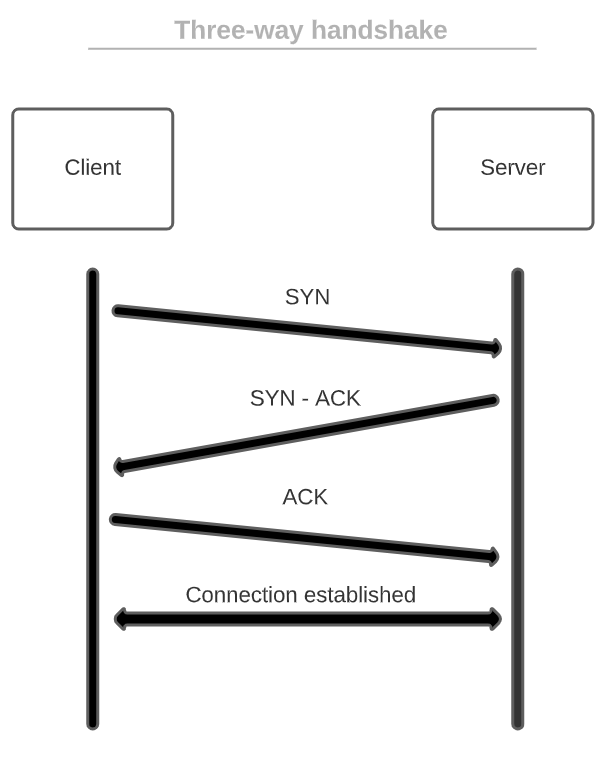 Three-way handshake
Client
Server
SYN
SYN - ACK
ACK
Connection established